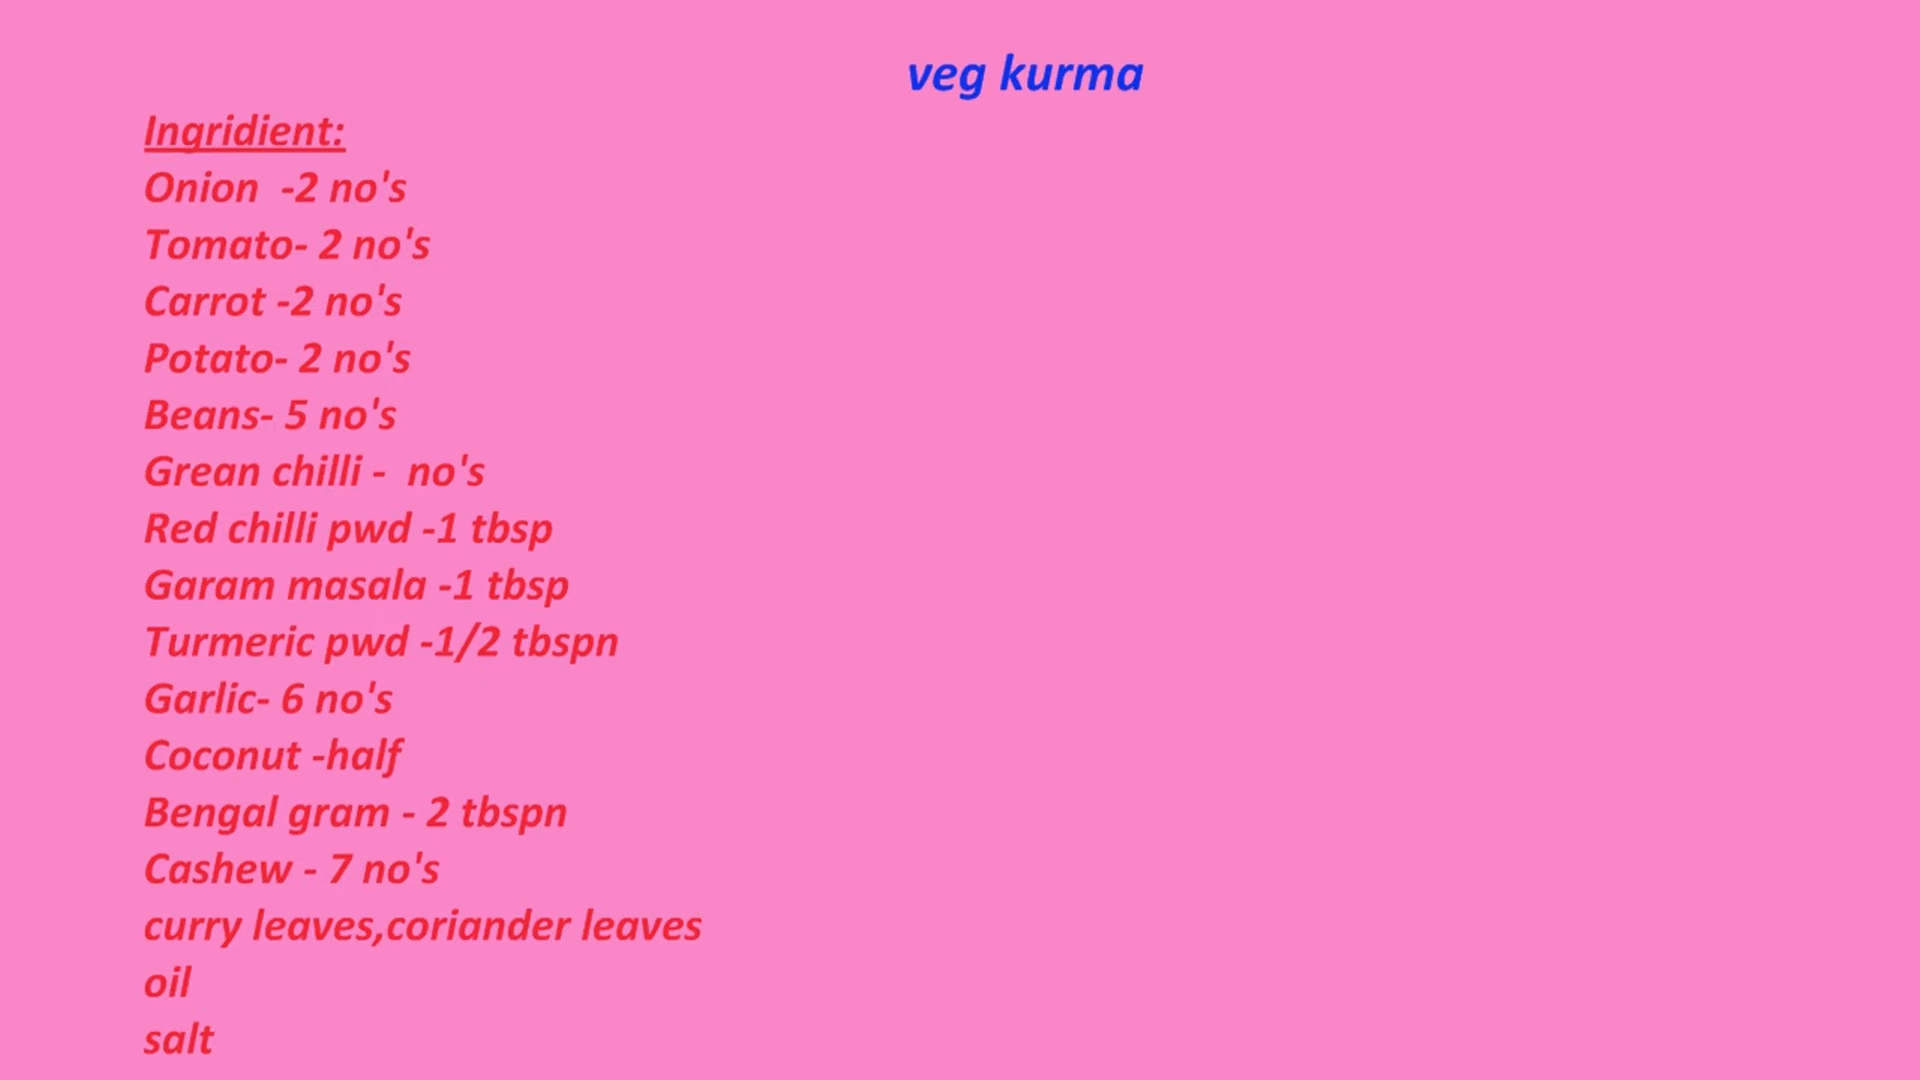 veg kurma
Ingridient:
Onion  -2 no's
Tomato- 2 no's
Carrot -2 no's
Potato- 2 no's
Beans- 5 no's
Grean chilli -  no's
Red chilli pwd -1 tbsp
Garam masala -1 tbsp
Turmeric pwd -1/2 tbspn
Garlic- 6 no's
Coconut -half
Bengal gram - 2 tbspn
Cashew - 7 no's
curry leaves,coriander leaves
oil
salt